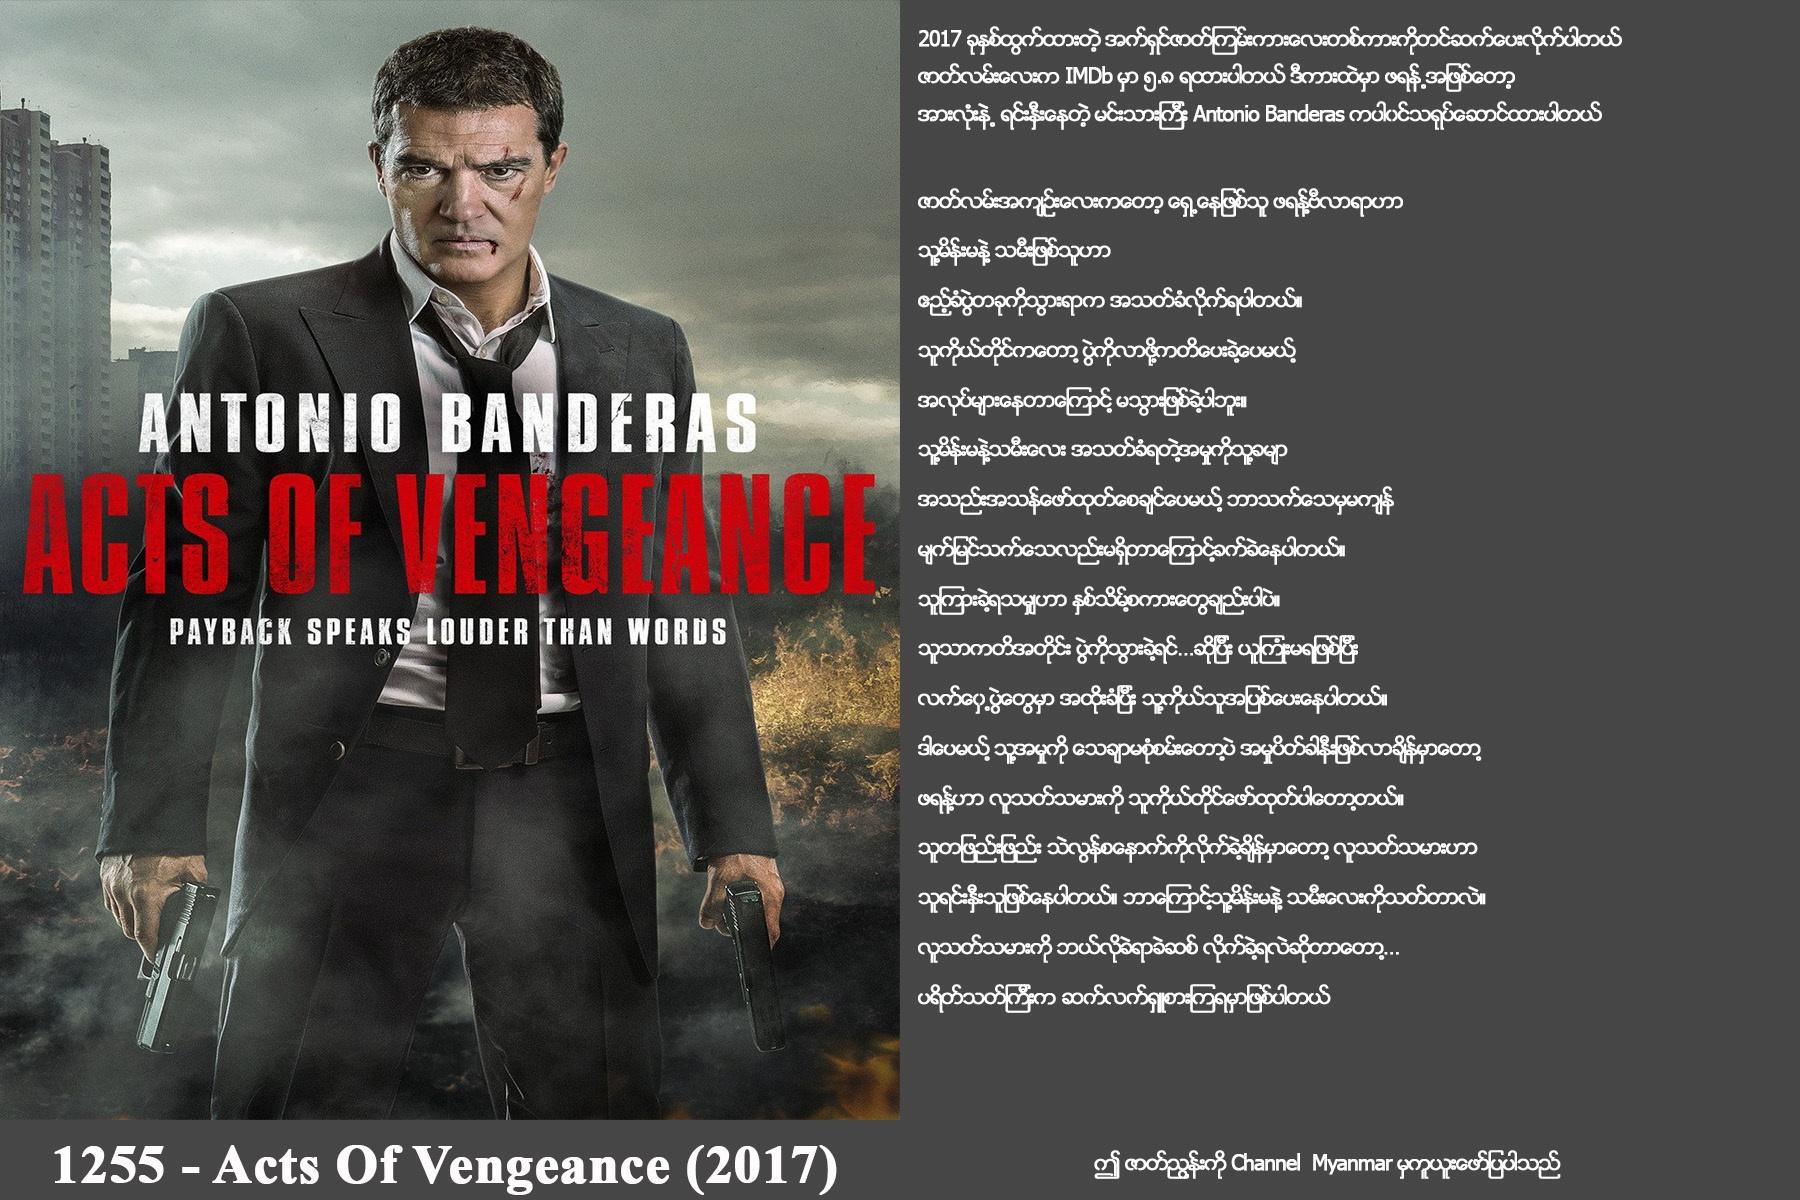 ANTONIO BANDERAS
ACTS OF VENGEANCE
PAYBACK SPEAKS LOUDER THAN WORDS
1255 - Acts Of Vengeance (2017)
2017 ခုနှစ်ထွက်ထားတဲ့ အက်ရှင်ဇာတ်ကြမ်းကားလေးတစ်ကားကိုတင်ဆက်ပေးလိုက်ပါတယ်
ဇာတ်လမ်းလေးက IMDb မှာ ၅.၈ ရထားပါတယ် ဒီကားထဲမှာ ဖရန့် အဖြစ်တော့
အားလုံးနဲ့ ရင်းနှီးနေတဲ့ မင်းသားကြီး Antonio Banderas ကပါဝင်သရုပ်ဆောင်ထားပါတယ်
ဇာတ်လမ်းအကျဉ်းလေးကတော့ ရှေ့နေဖြစ်သူ ဖရန့်ဗီလာရာဟာ
သူ့မိန်းမနဲ့ သမီးဖြစ်သူဟာ
ဧည့်ခံပွဲတခုကိုသွားရာက အသတ်ခံလိုက်ရပါတယ်။
သူကိုယ်တိုင်ကတော့ ပွဲကိုလာဖို့ကတိပေးခဲ့ပေမယ့်
အလုပ်များနေတာကြောင့် မသွားဖြစ်ခဲ့ပါဘူး။
သူ့မိန်းမနဲ့သမီးလေး အသတ်ခံရတဲ့အမှုကိုသူ့ခမျာ
အသည်းအသန်ဖော်ထုတ်စေချင်ပေမယ့် ဘာသက်သေမှမကျန်
မျက်မြင်သက်သေလည်းမရှိတာကြောင့်ခက်ခဲနေပါတယ်။
သူကြားခဲ့ရသမျှဟာ နှစ်သိမ့်စကားတွေချည်းပါပဲ။
သူသာကတိအတိုင်း ပွဲကိုသွားခဲ့ရင်...ဆိုပြီး ယူကြုံးမရဖြစ်ပြီး
လက်ဝှေ့ပွဲတွေမှာ အထိုးခံပြီး သူ့ကိုယ်သူအပြစ်ပေးနေပါတယ်။
ဒါပေမယ့် သူ့အမှုကို သေချာမစုံစမ်းတော့ပဲ အမှုပိတ်ခါနီးဖြစ်လာချိန်မှာတော့
ဖရန့်ဟာ လူသတ်သမားကို သူကိုယ်တိုင်ဖော်ထုတ်ပါတော့တယ်။
သူတဖြည်းဖြည်း သဲလွန်စနောက်ကိုလိုက်ခဲ့ချိန်မှာတော့ လူသတ်သမားဟာ
သူရင်းနှီးသူဖြစ်နေပါတယ်။ ဘာကြောင့်သူ့မိန်းမနဲ့ သမီးလေးကိုသတ်တာလဲ။
လူသတ်သမားကို ဘယ်လိုခဲရာခဲဆစ် လိုက်ခဲ့ရလဲဆိုတာတော့...
ပရိတ်သတ်ကြီးက ဆက်လက်ရှုစားကြရမှာဖြစ်ပါတယ်
ဤ ဇာတ်ညွှန်းကို Channel Myanmar မှကူယူးဖော်ပြပါသည်